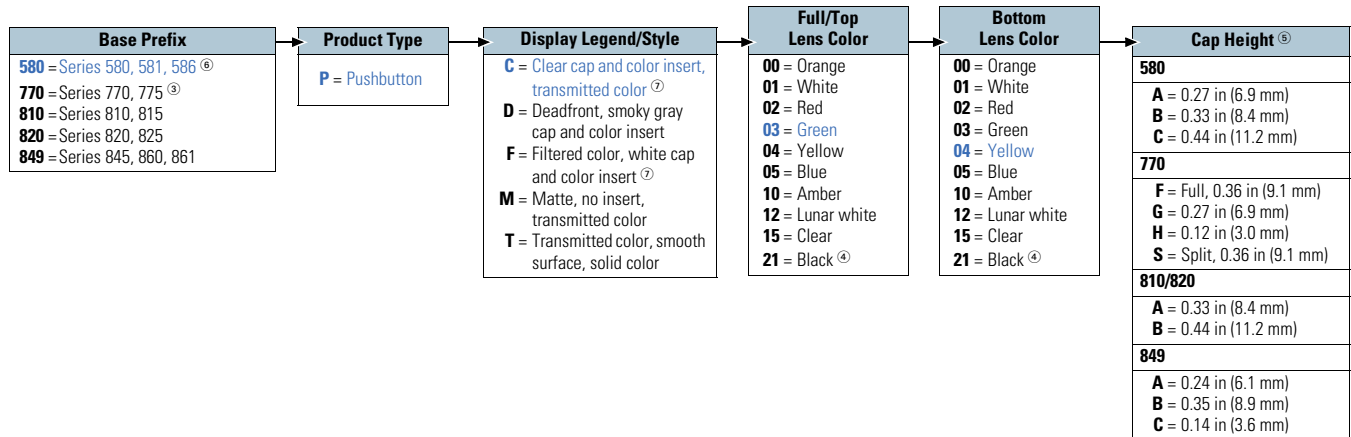 Base Prefix
580 = Series 580, 581, 586 ⑥
770 = Series 770, 775 ③
810 = Series 810, 815
820 = Series 820, 825
849 = Series 845, 860, 861
Product Type
P = Pushbutton
Display Legend/Style
C = Clear cap and color insert,
transmitted color ⑦
D = Deadfront, smoky gray
cap and color insert
F = Filtered color, white cap
and color insert ⑦
M = Matte, no insert,
transmitted color
T = Transmitted color, smooth
surface, solid color
Full/Top
Lens Color
00 = Orange
01 = White
02 = Red
03 = Green
04 = Yellow
05 = Blue
10 = Amber
12 = Lunar white
15 = Clear
21 = Black ④
Bottom
Lens Color
00 = Orange
01 = White
02 = Red
03 = Green
04 = Yellow
05 = Blue
10 = Amber
12 = Lunar white
15 = Clear
21 = Black ④
Cap Height ⑤
580
A = 0.27 in (6.9 mm)
B = 0.33 in (8.4 mm)
C = 0.44 in (11.2 mm)
770
F = Full, 0.36 in (9.1 mm)
G = 0.27 in (6.9 mm)
H = 0.12 in (3.0 mm)
S = Split, 0.36 in (9.1 mm)
810/820
A = 0.33 in (8.4 mm)
B = 0.44 in (11.2 mm)
849
A = 0.24 in (6.1 mm)
B = 0.35 in (8.9 mm)
C = 0.14 in (3.6 mm)